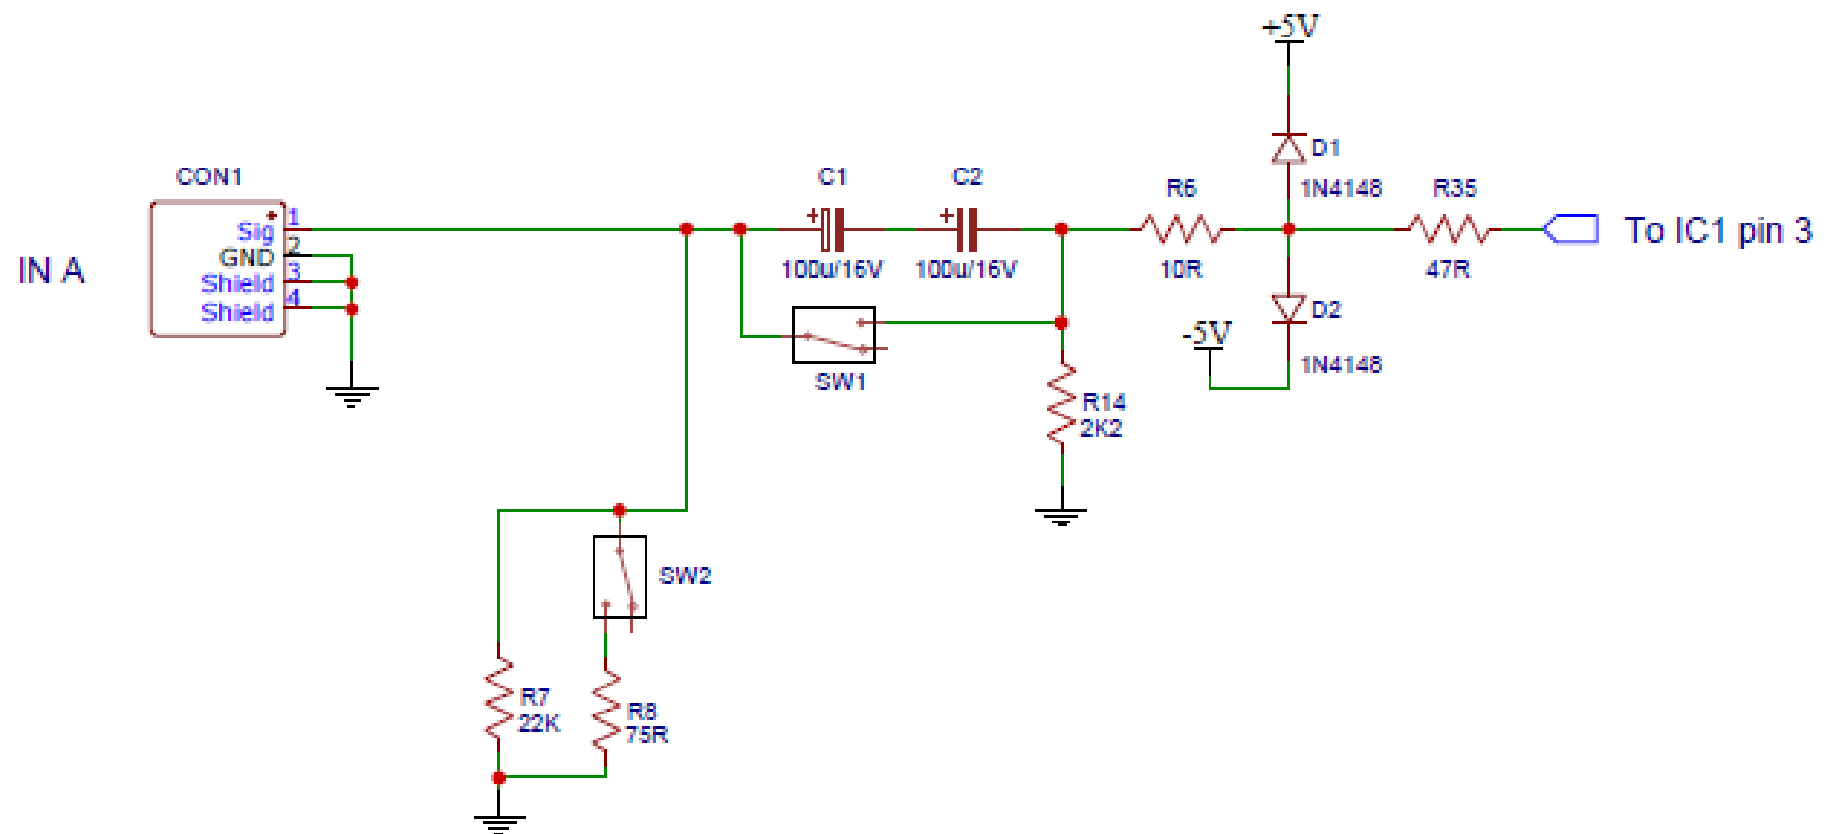 +5V
CON1
C1
C2
R6
D1
1N4148
R35
+
+
1
Sig
2
GND
3
Shield
4
Shield
IN A
100u/16V
100u/16V
10R
47R
To IC1 pin 3
SW1
-5V
D2
1N4148
R14
2K2
SW2
R7
22K
R8
75R